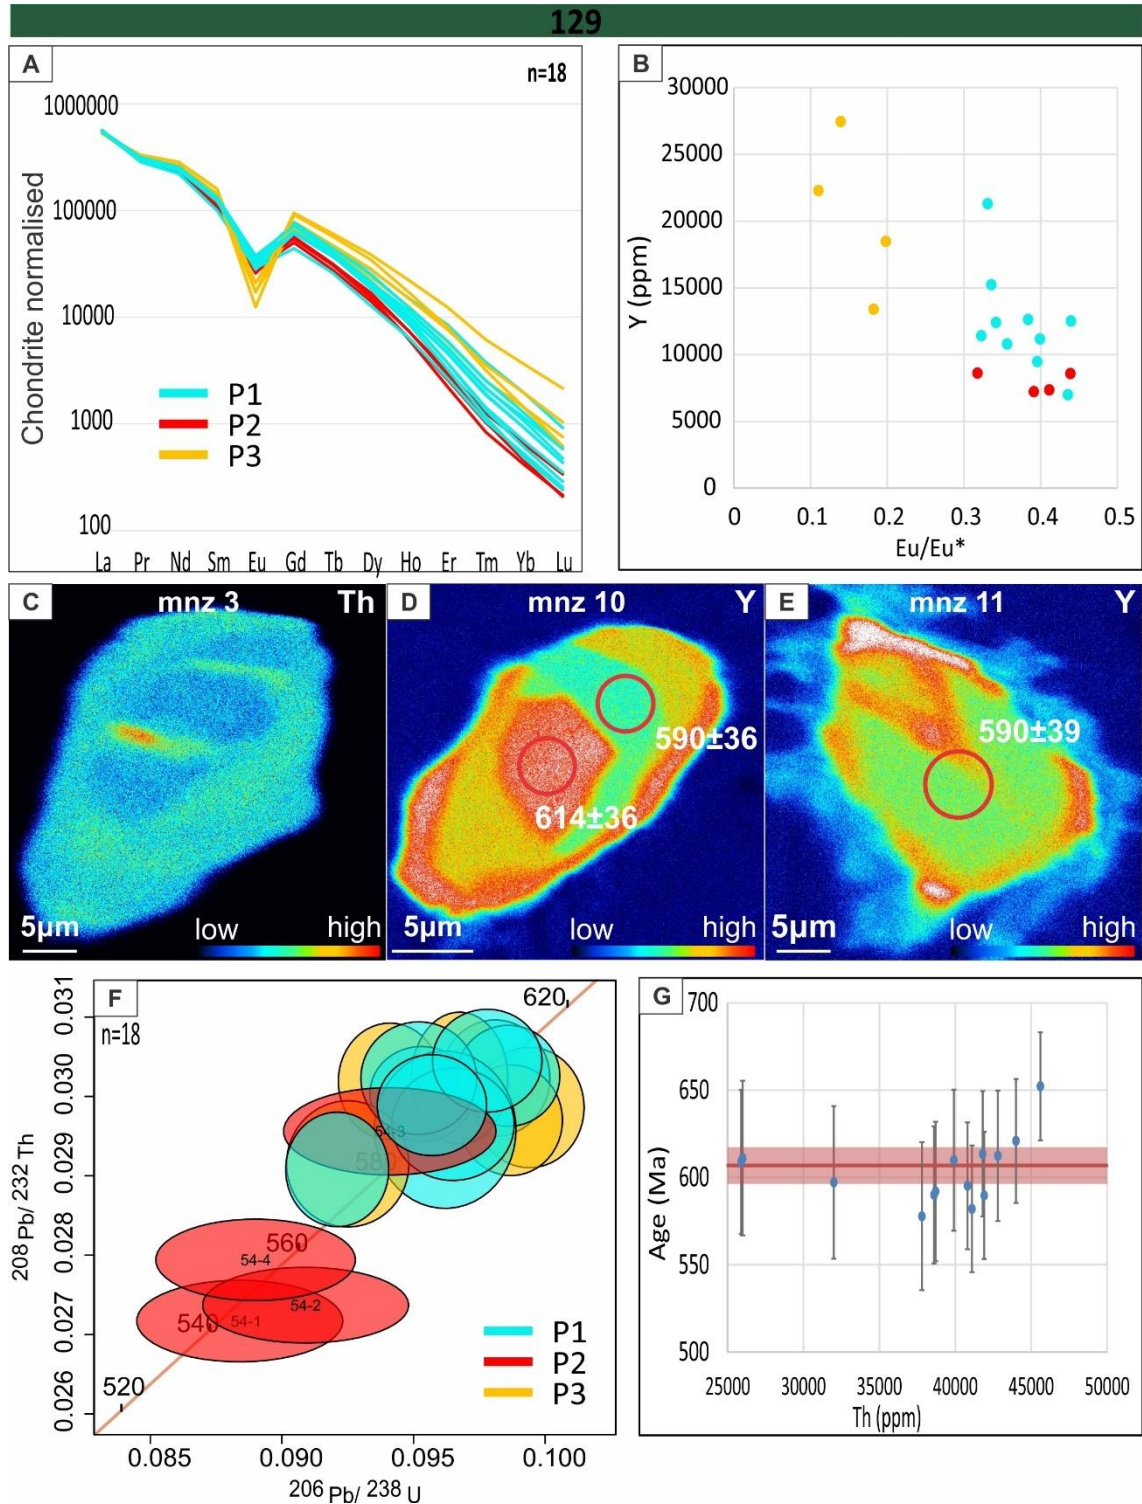 129
A
n=18
1000000
100000
10000
1000
100
Chondrite normalised
P1
P2
P3
La Pr Nd Sm Eu Gd Tb Dy Ho Er Tm Yb Lu
B
30000
25000
20000
15000
10000
5000
0
Y (ppm)
0 0.1 0.2 0.3 0.4 0.5
Eu/Eu*
C
mnz 3
Th
5μm
low
high
D
mnz 10
Y
590±36
614±36
5μm
low
high
E
mnz 11
Y
590±39
5μm
low
high
F
n=18
0.031
0.030
0.029
0.028
0.027
0.026
208Pb/232Th
620
54-3
580
560
54-4
54-2
540
54-1
520
P1
P2
P3
0.085 0.090 0.095 0.100
206Pb/ 238U
G
700
650
600
550
500
Age (Ma)
25000 30000 35000 40000 45000 50000
Th (ppm)